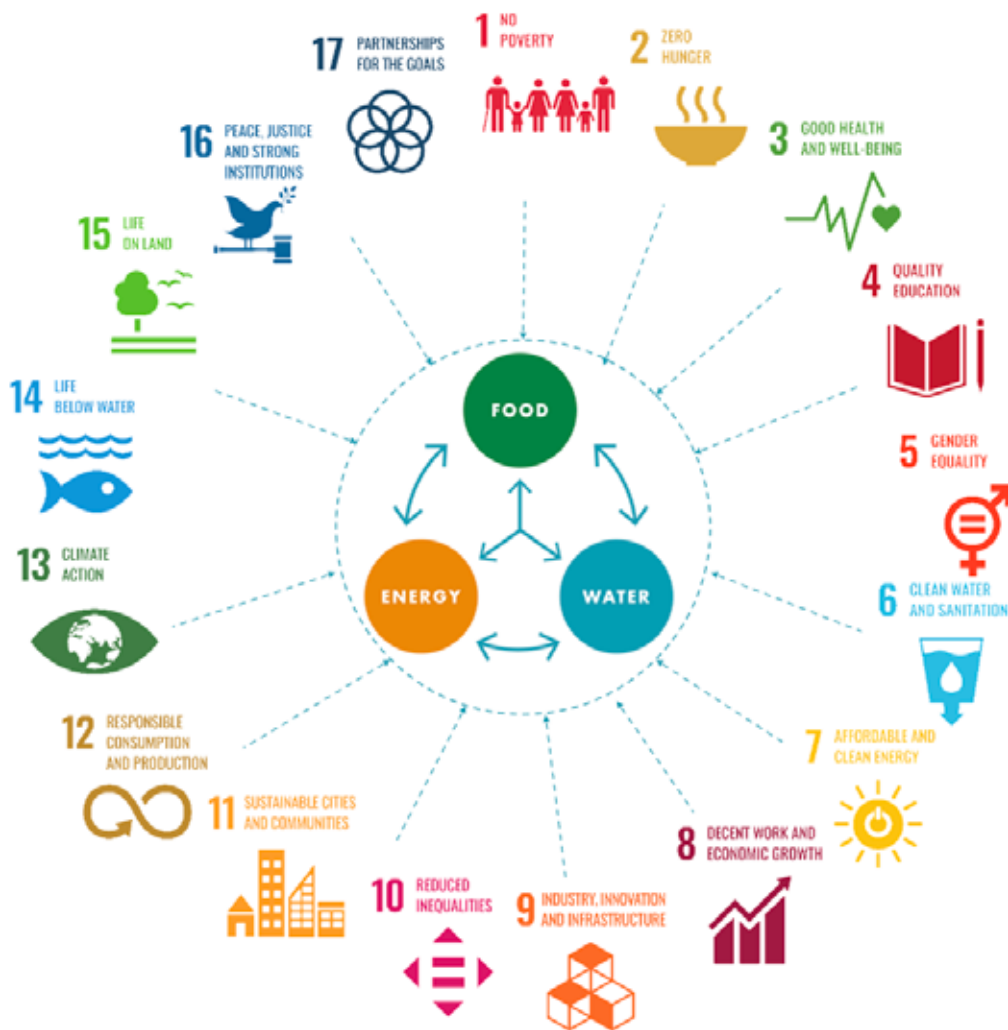 1 NO
POVERTY
2 ZERO
HUNGER
3 GOOD HEALTH
AND WELL-BEING
4 QUALITY
EDUCATION
5 GENDER
EQUALITY
6 CLEAN WATER
AND SANITATION
7 AFFORDABLE AND
CLEAN ENERGY
8 DECENT WORK AND
ECONOMIC GROWTH
9 INDUSTRY, INNOVATION
AND INFRASTRUCTURE
10 REDUCED
INEQUALITIES
11 SUSTAINABLE CITIES
AND COMMUNITIES
12 RESPONSIBLE
CONSUMPTION
AND PRODUCTION
13 CLIMATE
ACTION
14 LIFE
BELOW WATER
15 LIFE
ON LAND
16 PEACE, JUSTICE
AND STRONG
INSTITUTIONS
17 PARTNERSHIPS
FOR THE GOALS
FOOD
ENERGY
WATER